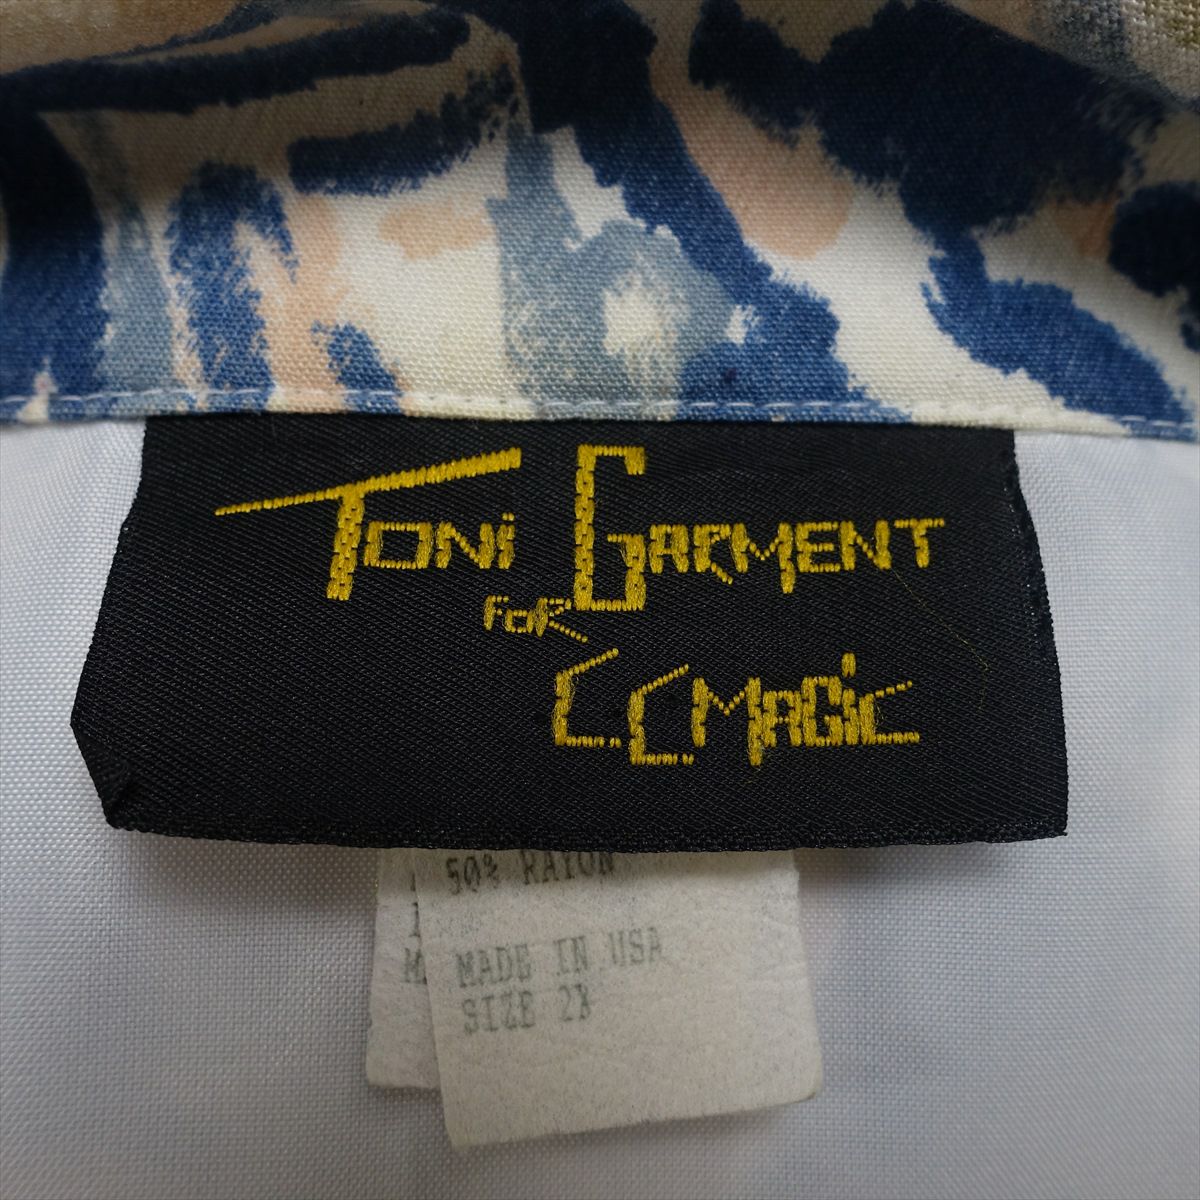 Toni Garment
for
C.C. Magic
50% RAYON
MADE IN USA
SIZE 2X